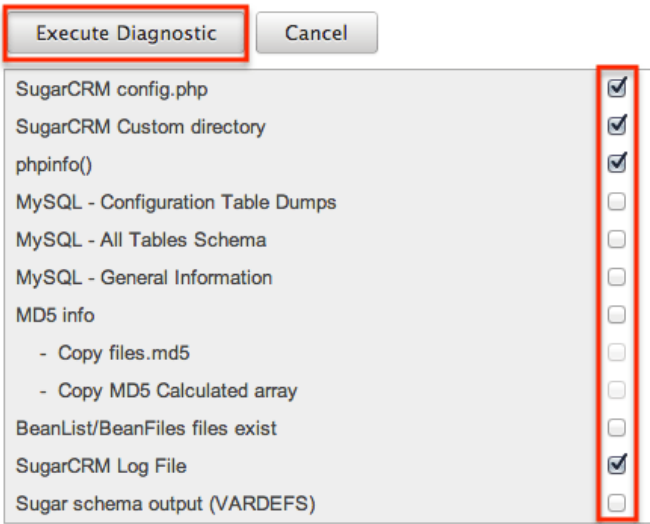 Execute Diagnostic Cancel
SugarCRM config.php
SugarCRM Custom directory
phpinfo()
MySQL - Configuration Table Dumps
MySQL - All Tables Schema
MySQL - General Information
MD5 info
- Copy files.md5
- Copy MD5 Calculated array
BeanList/BeanFiles files exist
SugarCRM Log File
Sugar schema output (VARDEFS)